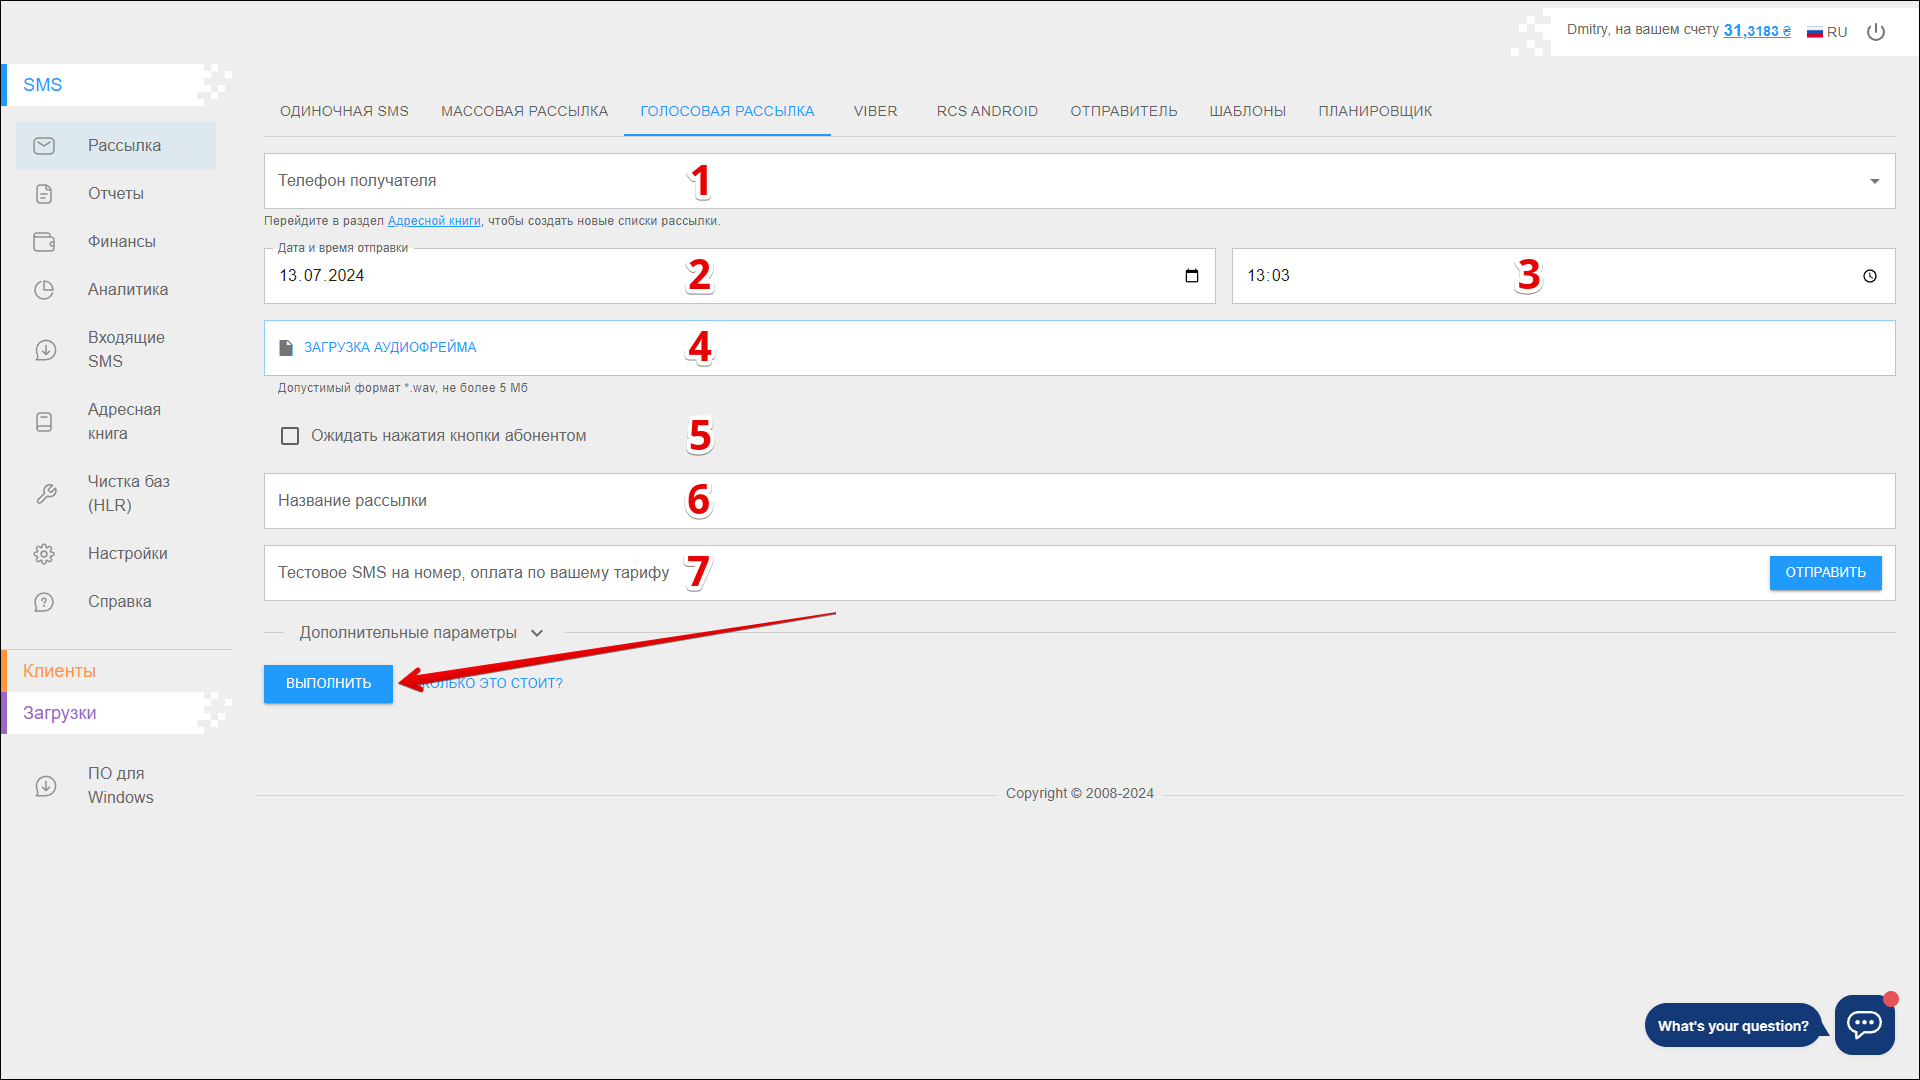 Dmitry, на вашем счету 31,3183 ₴ RU
SMS
Рассылка
Отчеты
Финансы
Аналитика
Входящие
SMS
Адресная
книга
Чистка баз
(HLR)
Настройки
Справка
Клиенты
Загрузки
ПО для
Windows
ОДИНОЧНАЯ SMS МАССОВАЯ РАССЫЛКА ГОЛОСОВАЯ РАССЫЛКА VIBER RCS ANDROID ОТПРАВИТЕЛЬ ШАБЛОНЫ ПЛАНИРОВЩИК
Телефон получателя 1
Перейдите в раздел Адресной книги, чтобы создать новые списки рассылки.
Дата и время отправки
13.07.2024 2 13:03 3
ЗАГРУЗКА АУДИОФРЕЙМА 4
Допустимый формат *.wav, не более 5 Мб
Ожидать нажатия кнопки абонентом 5
Название рассылки 6
Тестовое SMS на номер, оплата по вашему тарифу 7 ОТПРАВИТЬ
Дополнительные параметры
ВЫПОЛНИТЬ КОЛЬКО ЭТО СТОИТ?
Copyright © 2008-2024
What's your question?